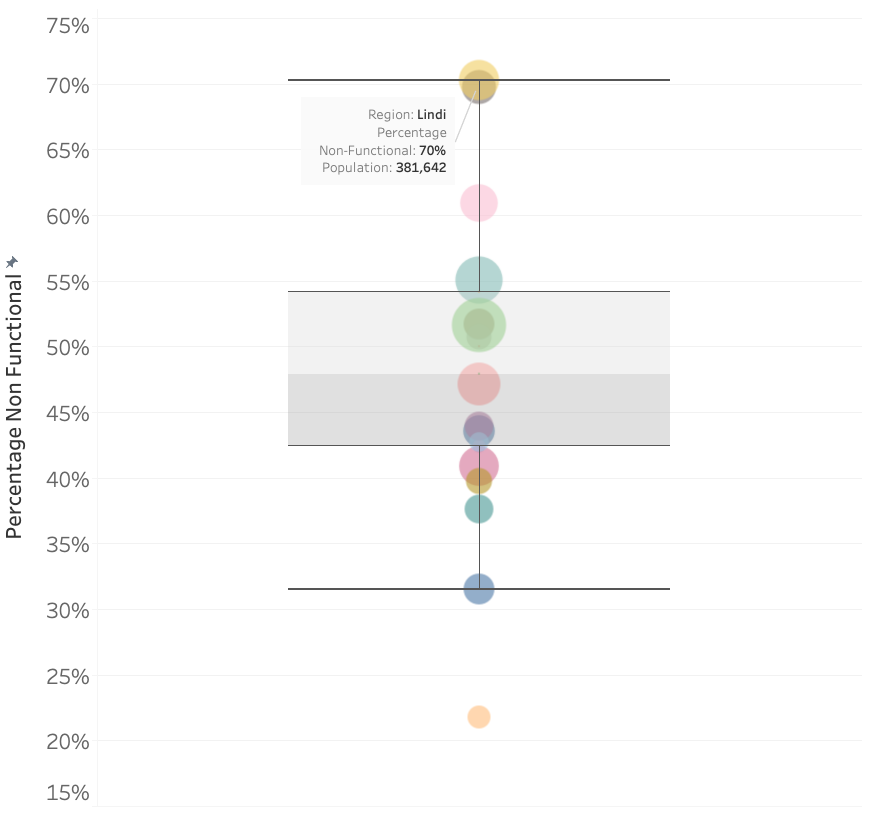 75%
70%
Region: Lindi
Percentage
Non-Functional: 70%
Population: 381,642
65%
60%
55%
50%
45%
40%
35%
30%
25%
20%
15%
Percentage Non Functional